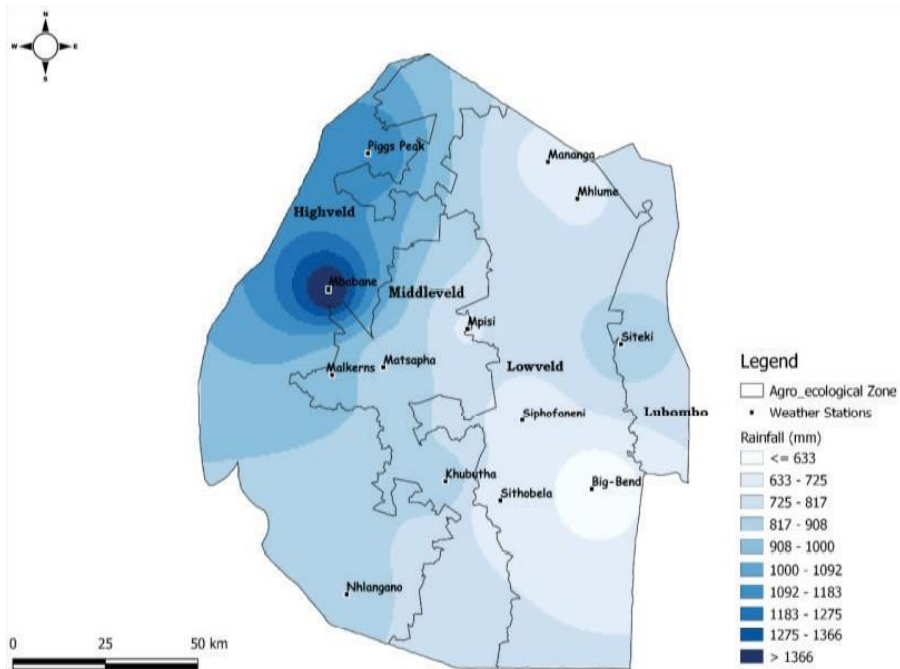 N
W E
S
Piggs Peak
Mananga
Mhlume
Highveld
Mbabane
Middleveld
Mpisi
Siteki
Malkerns
Matsapha
Lowveld
Lubombo
Siphofaneni
Khubutha
Sithobela
Big-Bend
Nhlangano
0 25 50 km
Legend
Agro_ecological Zone
Weather Stations
Rainfall (mm)
<= 633
633 - 725
725 - 817
817 - 908
908 - 1000
1000 - 1092
1092 - 1183
1183 - 1275
1275 - 1366
> 1366